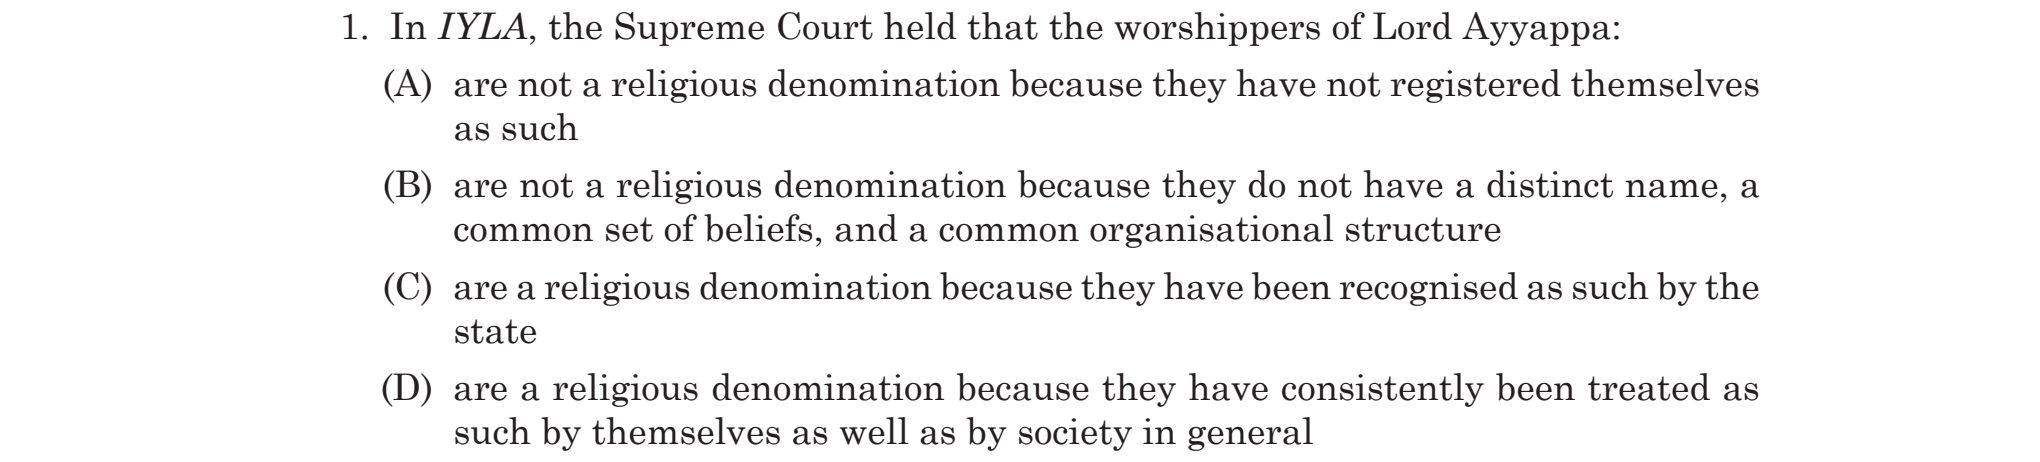 1. In IYLA, the Supreme Court held that the worshippers of Lord Ayyappa:
(A) are not a religious denomination because they have not registered themselves
as such
(B) are not a religious denomination because they do not have a distinct name, a
common set of beliefs, and a common organisational structure
(C) are a religious denomination because they have been recognised as such by the
state
(D) are a religious denomination because they have consistently been treated as
such by themselves as well as by society in general